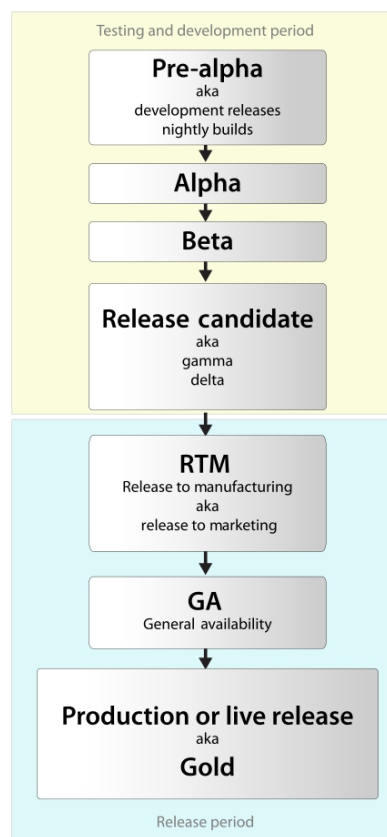 Testing and development period
Pre-alpha
aka
development releases
nightly builds
Alpha
Beta
Release candidate
aka
gamma
delta
RTM
Release to manufacturing
aka
release to marketing
GA
General availability
Production or live release
aka
Gold
Release period